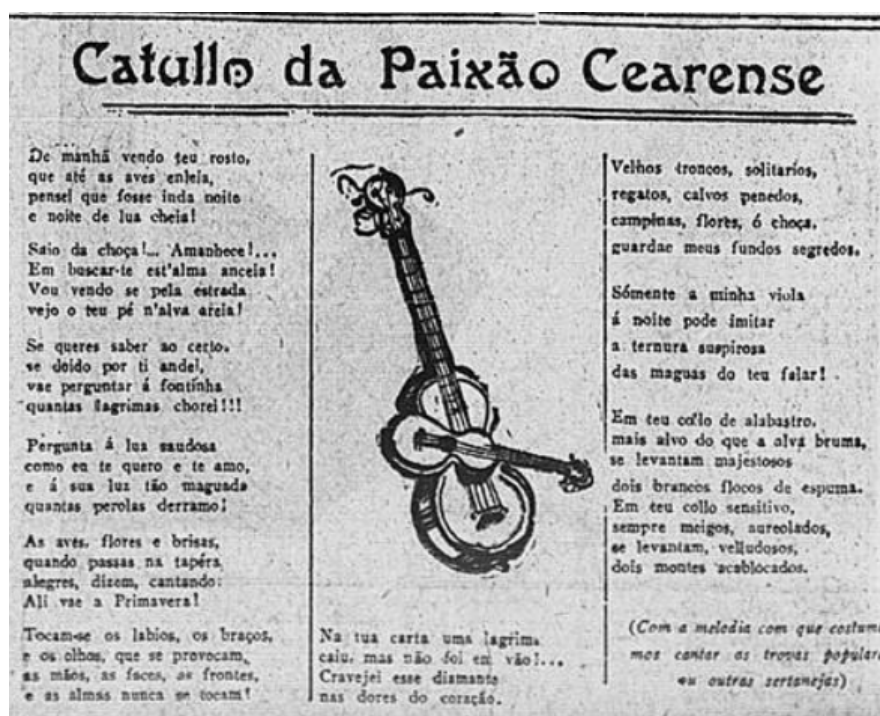 Catullo da Paixão Cearense
De manhã vendo teu rosto,
que até as aves enleia,
pensei que fosse inda noite
e noite de lua cheia!
Saio da choça!... Amanhece!...
Em buscar-te est'alma anceia!
Vou vendo se pela estrada
vejo o teu pé n'alva areia!
Se queres saber ao certo.
se doido por ti andei,
vae perguntar á fontinha
quantas lagrimas chorei!!!
Pergunta á lua saudosa
como eu te quero e te amo,
e á sua luz tão maguada
quantas perolas derramo!
As aves, flores e brisas,
quando passas na tapéra,
alegres, dizem, cantando:
Ali vae a Primavera!
Tocam-se os labios, os braços,
e os olhos, que se provocam,
as mãos, as faces, as frontes,
e as almas nunca se tocam!
Na tua carta uma lagrima
caiu, mas não foi em vão!...
Cravejei esse diamante
nas dores do coração.
Velhos troncos, solitarios,
regatos, calvos penedos,
campinas, flores, ó choça,
guardae meus fundos segredos.
Sómente a minha viola
á noite pode imitar
a ternura suspirosa
das maguas do teu falar!
Em teu collo de alabastro,
mais alvo do que a alva bruma,
se levantam majestosos
dois brancos flocos de espuma.
Em teu collo sensitivo,
sempre meigos, aureolados,
se levantam, velludosos,
dois montes acablocados.
(Com a melodia com que costuma
mos cantar as trovas popular
ou outras sertanejas)